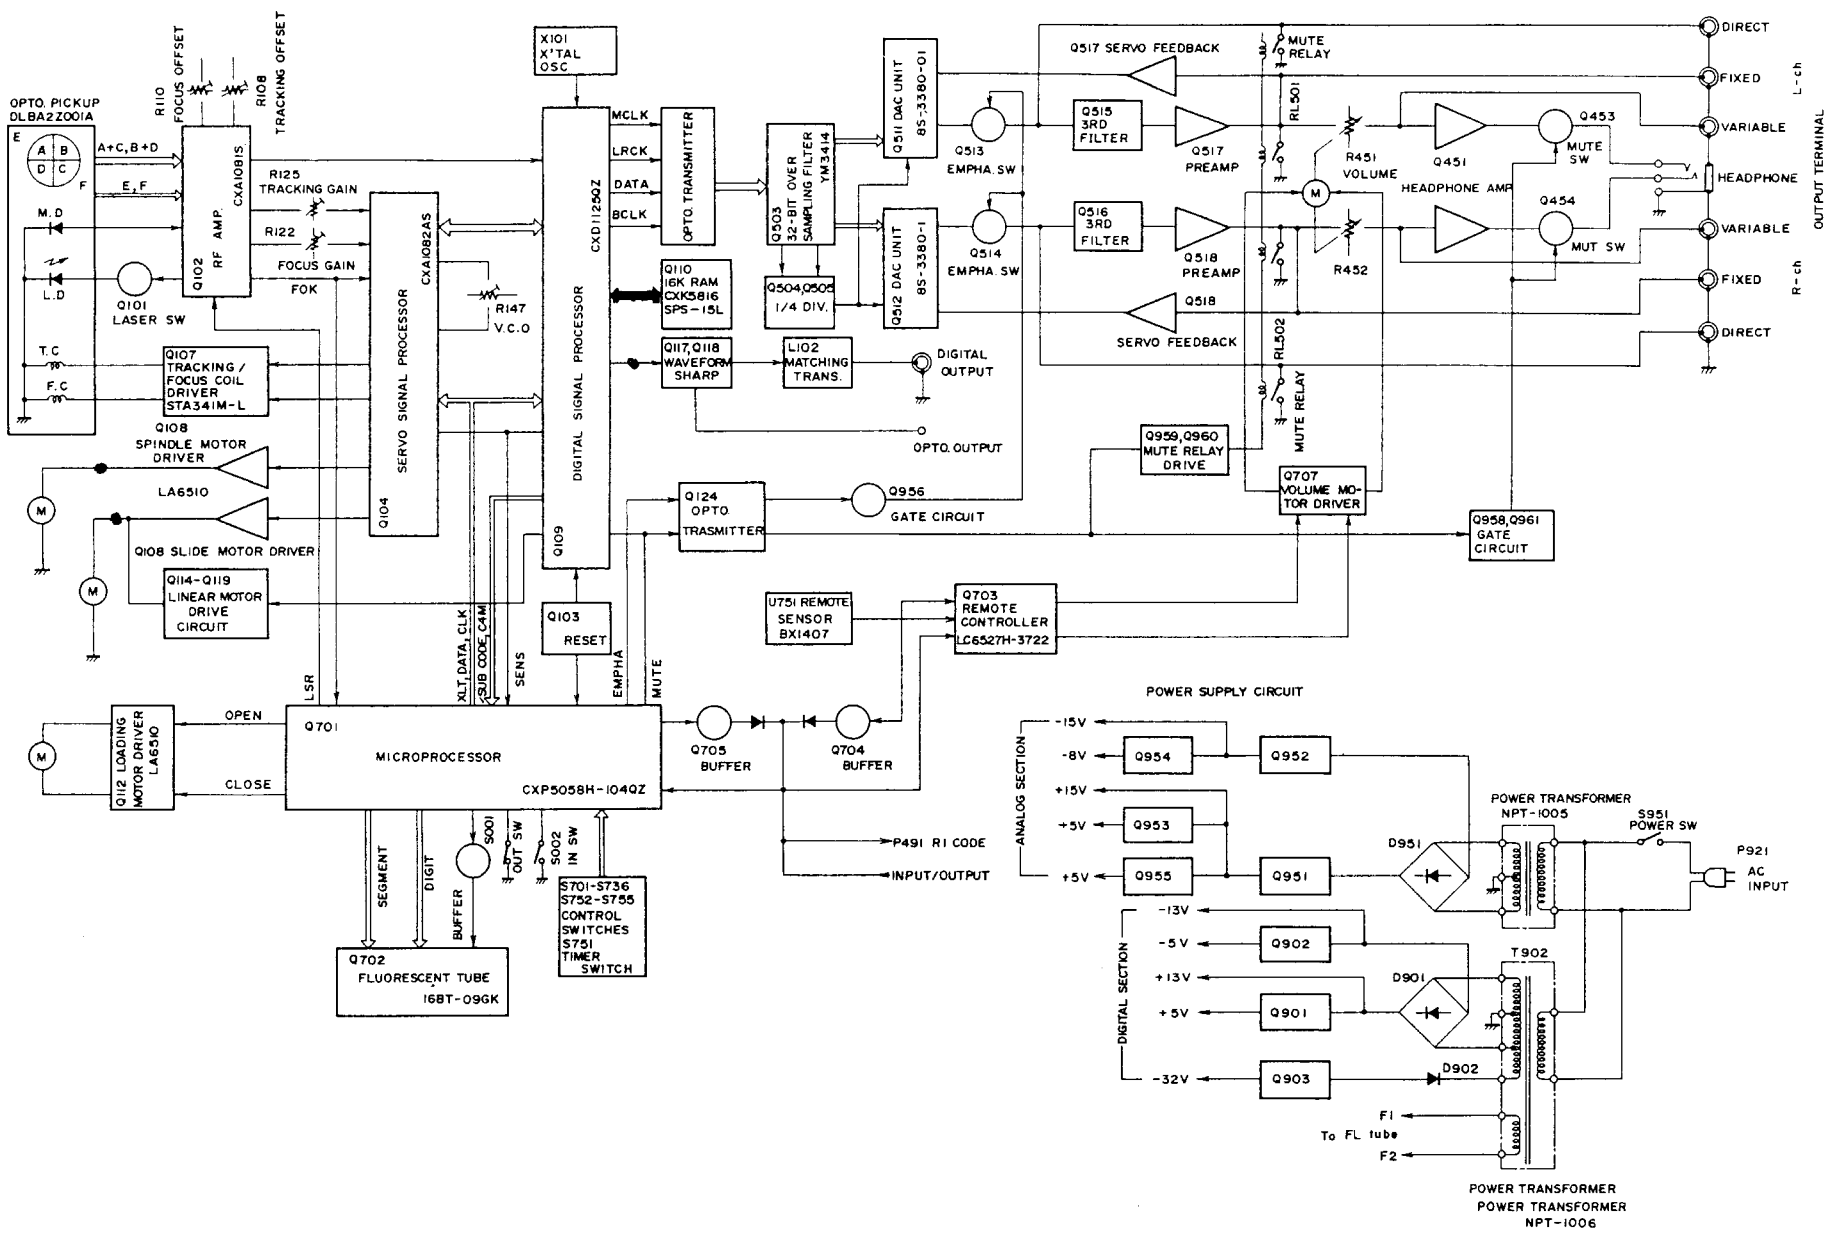 OPTO. PICKUP
DLBA2Z001A
E
A B
D C
F
M.D
L.D
T.C
F.C
A+C, B+D
E, F
Q101
LASER SW
R110
FOCUS OFFSET
R108
TRACKING OFFSET
Q102
RF AMP.
CXA1081S
R125
TRACKING GAIN
R122
FOCUS GAIN
FOK
Q107
TRACKING /
FOCUS COIL
DRIVER
STA341M-L
Q108
SPINDLE MOTOR
DRIVER
LA6510
M
Q108 SLIDE MOTOR DRIVER
M
Q114-Q119
LINEAR MOTOR
DRIVE
CIRCUIT
Q104
SERVO SIGNAL PROCESSOR
CXA1082AS
R147
V.C.O
X101
X'TAL
OSC
Q109
DIGITAL SIGNAL PROCESSOR
CXD1125QZ
MCLK
LRCK
DATA
BCLK
OPTO. TRANSMITTER
Q110
16K RAM
CXK5816
SPS-15L
Q117, Q118
WAVEFORM
SHARP
L102
MATCHING
TRANS.
DIGITAL
OUTPUT
OPTO. OUTPUT
Q503
32-BIT OVER
SAMPLING FILTER
YM3414
Q504, Q505
1/4 DIV.
Q511 DAC UNIT
8S-3380-01
Q512 DAC UNIT
8S-3380-1
Q513
EMPHA. SW
Q514
EMPHA. SW
Q517 SERVO FEEDBACK
Q515
3RD
FILTER
Q517
PREAMP
Q516
3RD
FILTER
Q518
PREAMP
Q518
SERVO FEEDBACK
MUTE
RELAY
RL501
RL502
MUTE RELAY
M
R451
VOLUME
R452
Q451
HEADPHONE AMP
Q453
MUTE
SW
Q454
MUT SW
DIRECT
FIXED
VARIABLE
HEADPHONE
VARIABLE
FIXED
DIRECT
L-ch
R-ch
OUTPUT TERMINAL
Q959, Q960
MUTE RELAY
DRIVE
Q707
VOLUME MO-
TOR DRIVER
Q958, Q961
GATE
CIRCUIT
Q124
OPTO.
TRASMITTER
Q956
GATE CIRCUIT
U751 REMOTE
SENSOR
BX1407
Q703
REMOTE
CONTROLLER
LC6527H-3722
Q103
RESET
LSR
XLT, DATA, CLK
SUB CODE, C4M
SENS
EMPHA
MUTE
Q701
MICROPROCESSOR
CXP5058H-104QZ
OPEN
CLOSE
Q112 LOADING
MOTOR DRIVER
LA6510
M
Q705
BUFFER
Q704
BUFFER
P491 RI CODE
INPUT/OUTPUT
SEGMENT
DIGIT
BUFFER
S001
OUT SW
S002
IN SW
S701-S736
S752-S755
CONTROL
SWITCHES
S751
TIMER
SWITCH
Q702
FLUORESCENT TUBE
16BT-09GK
POWER SUPPLY CIRCUIT
ANALOG SECTION
-15V
-8V
Q954
Q952
+15V
+5V
Q953
+5V
Q955
Q951
D951
POWER TRANSFORMER
NPT-1005
S951
POWER SW
P921
AC
INPUT
DIGITAL SECTION
-13V
-5V
Q902
+13V
+5V
Q901
-32V
Q903
D901
D902
T902
F1
To FL tube
F2
POWER TRANSFORMER
POWER TRANSFORMER
NPT-1006